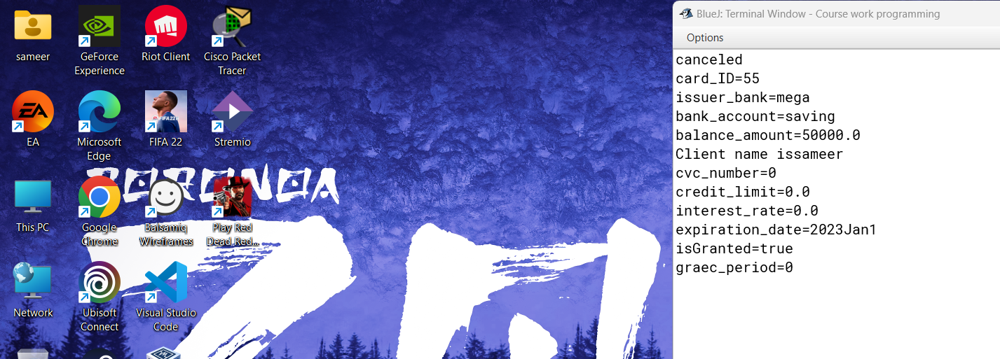 sameer
GeForce
Experience
Riot Client
Cisco Packet
Tracer
EA
EA
Microsoft
Edge
FIFA 22
FIFA 22
Stremio
ZORONOA
This PC
Google
Chrome
Balsamiq
Wireframes
Play Red
Dead Red...
Network
Ubisoft
Connect
Visual Studio
Code
BlueJ: Terminal Window - Course work programming
Options
canceled
card_ID=55
issuer_bank=mega
bank_account=saving
balance_amount=50000.0
Client name issameer
cvc_number=0
credit_limit=0.0
interest_rate=0.0
expiration_date=2023Jan1
isGranted=true
graec_period=0